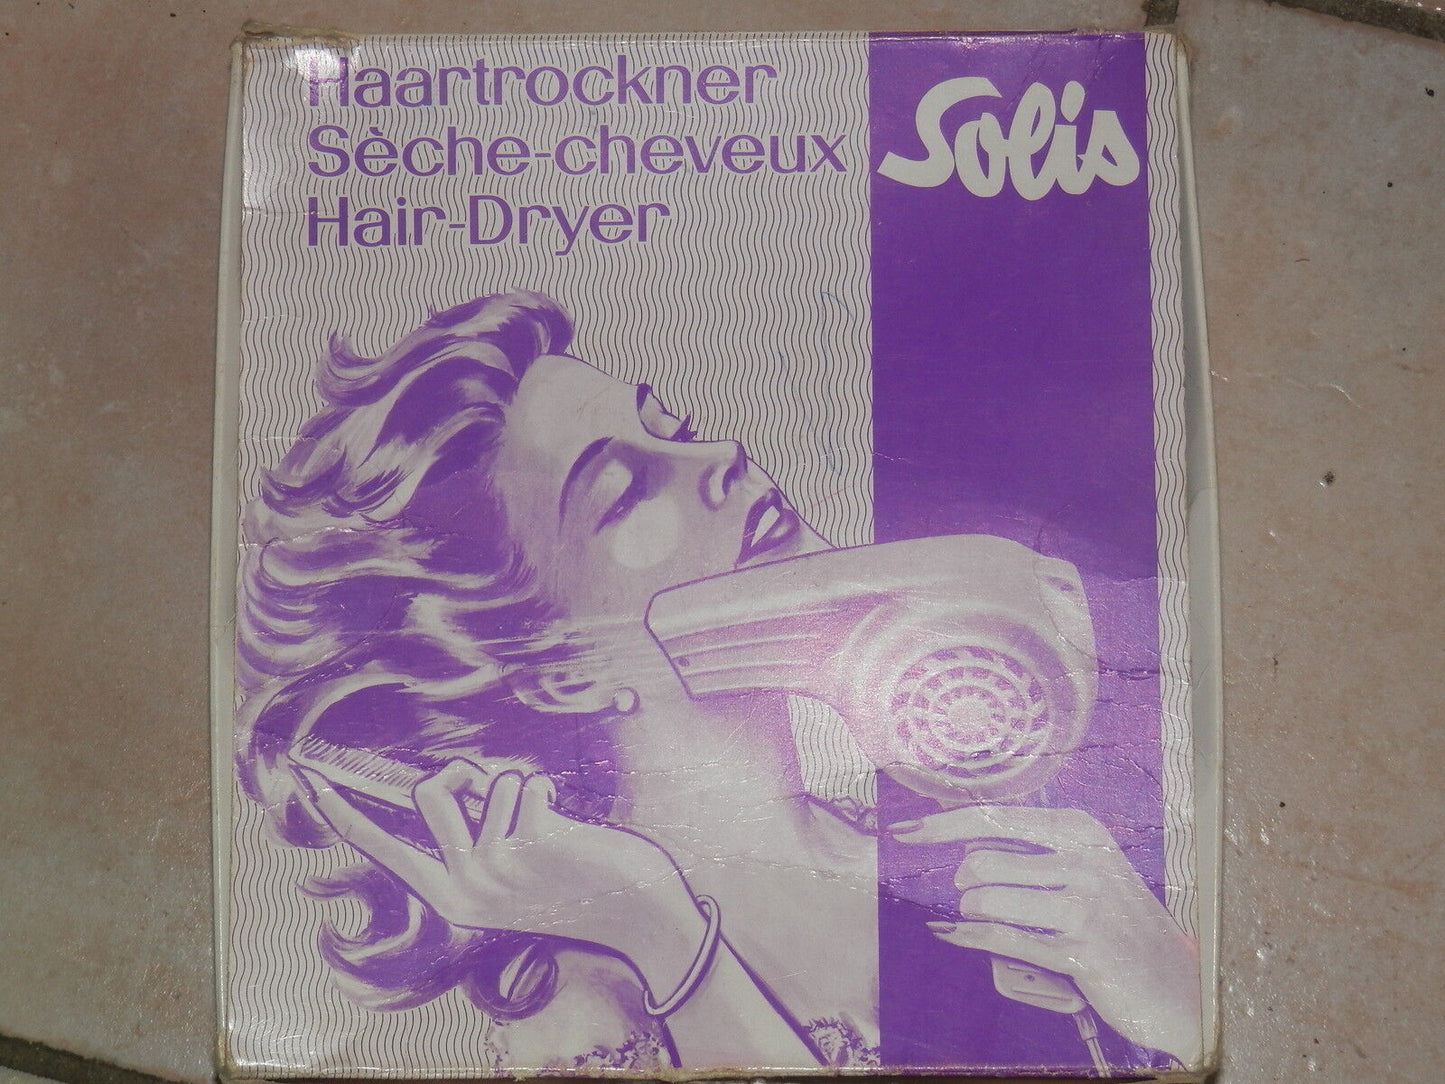 Haartrockner
Sèche-cheveux
Hair-Dryer
Solis